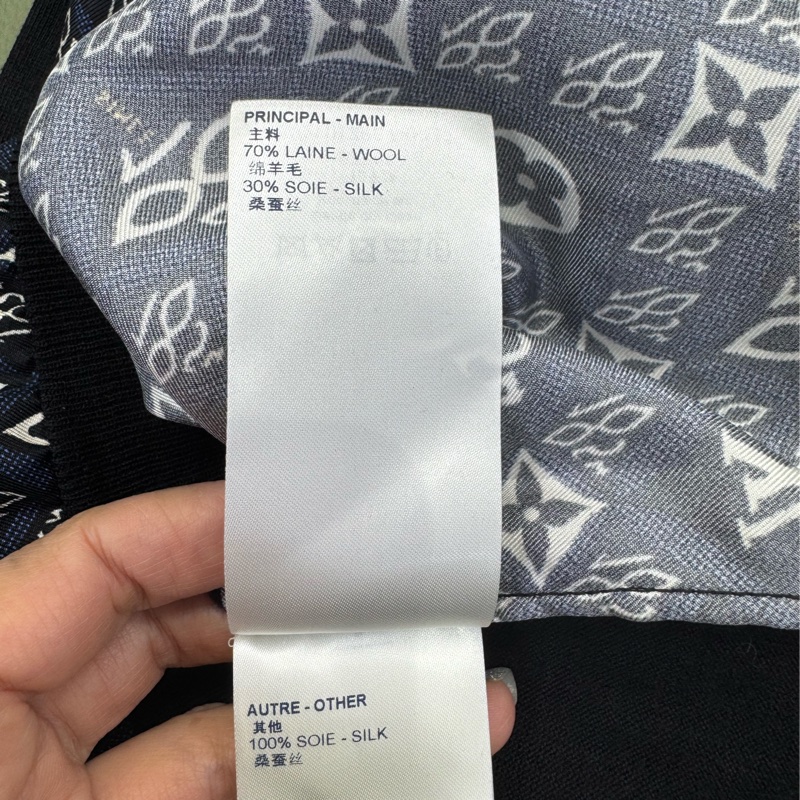 PRINCIPAL - MAIN
主料
70% LAINE - WOOL
绵羊毛
30% SOIE - SILK
桑蚕丝
AUTRE - OTHER
其他
100% SOIE - SILK
桑蚕丝